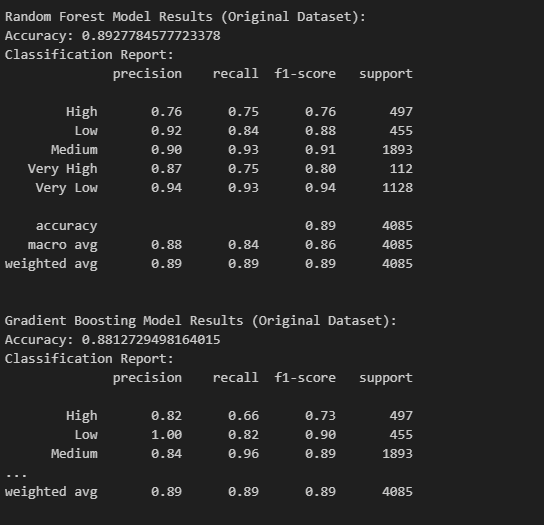 Random Forest Model Results (Original Dataset):
Accuracy: 0.8927784577723378
Classification Report:
precision recall f1-score support
High 0.76 0.75 0.76 497
Low 0.92 0.84 0.88 455
Medium 0.90 0.93 0.91 1893
Very High 0.87 0.75 0.80 112
Very Low 0.94 0.93 0.94 1128
accuracy 0.89 4085
macro avg 0.88 0.84 0.86 4085
weighted avg 0.89 0.89 0.89 4085
Gradient Boosting Model Results (Original Dataset):
Accuracy: 0.8812729498164015
Classification Report:
precision recall f1-score support
High 0.82 0.66 0.73 497
Low 1.00 0.82 0.90 455
Medium 0.84 0.96 0.89 1893
...
weighted avg 0.89 0.89 0.89 4085